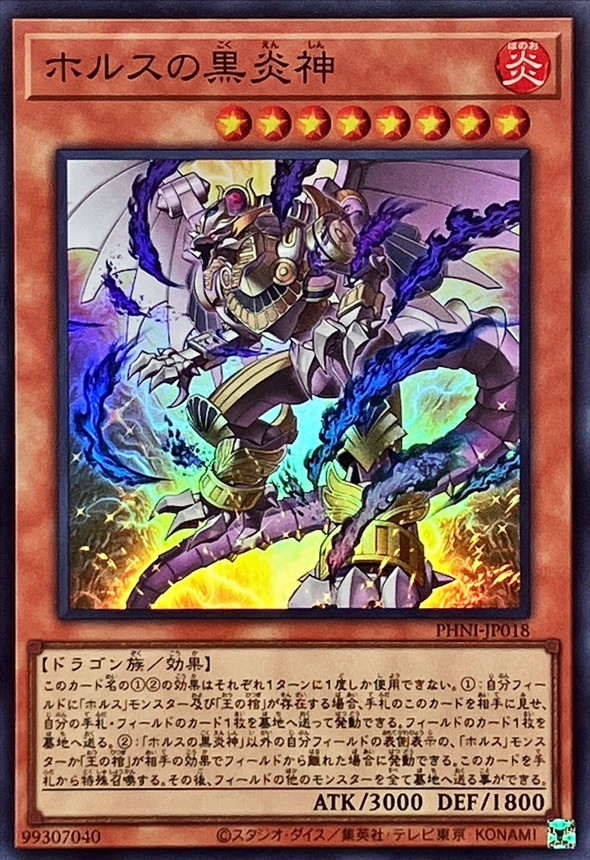 ホルスの黒炎神
炎
PHNI-JP018
【ドラゴン族／効果】
このカード名の①②の効果はそれぞれ1ターンに1度しか使用できない。①：自分フィー
ルドに「ホルス」モンスター及び「王の棺」が存在する場合、手札のこのカードを相手に見せ、
自分の手札・フィールドのカード1枚を墓地へ送って発動できる。フィールドのカード1枚を
墓地へ送る。②：「ホルスの黒炎神」以外の自分フィールドの表側表示の、「ホルス」モンス
ターか「王の棺」が相手の効果でフィールドから離れた場合に発動できる。このカードを手
札から特殊召喚する。その後、フィールドの他のモンスターを全て墓地へ送る事ができる。
ATK/3000 DEF/1800
99307040
©スタジオ・ダイス／集英社・テレビ東京・KONAMI